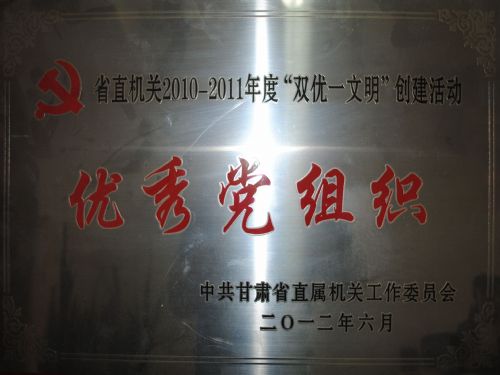 省直机关2010-2011年度“双优一文明”创建活动
优秀党组织
中共甘肃省直属机关工作委员会
二〇一二年六月